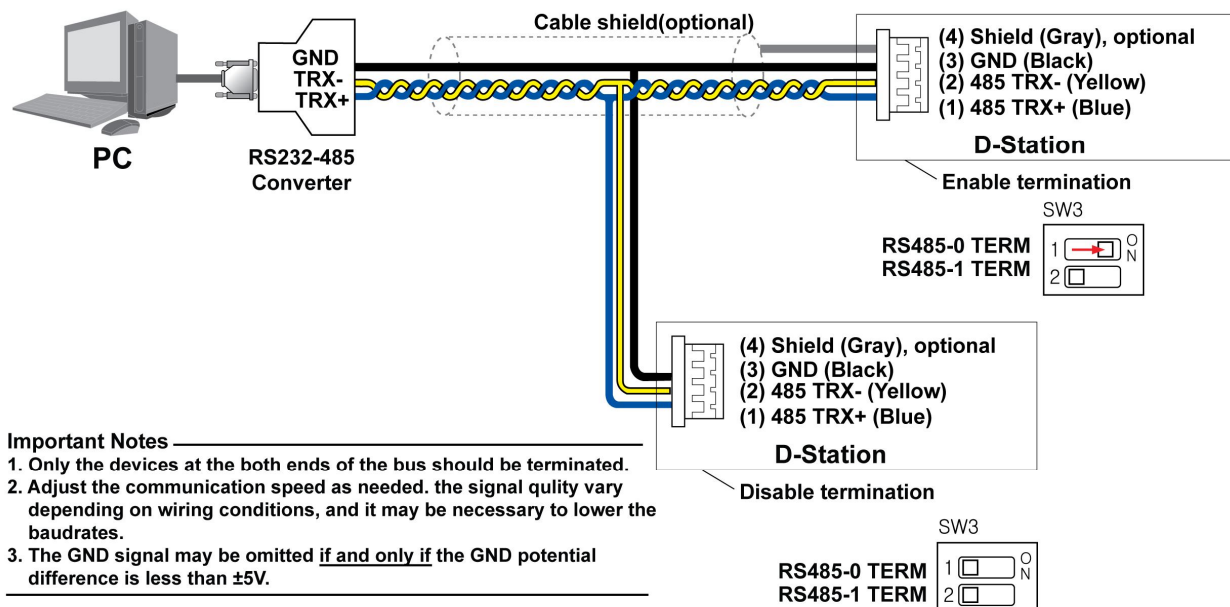 Cable shield(optional)
GND
TRX-
TRX+
PC
RS232-485
Converter
(4) Shield (Gray), optional
(3) GND (Black)
(2) 485 TRX- (Yellow)
(1) 485 TRX+ (Blue)
D-Station
Enable termination
SW3
RS485-0 TERM
RS485-1 TERM
1
2
ON
(4) Shield (Gray), optional
(3) GND (Black)
(2) 485 TRX- (Yellow)
(1) 485 TRX+ (Blue)
D-Station
Disable termination
SW3
RS485-0 TERM
RS485-1 TERM
1
2
ON
Important Notes
1. Only the devices at the both ends of the bus should be terminated.
2. Adjust the communication speed as needed. the signal qulity vary
depending on wiring conditions, and it may be necessary to lower the
baudrates.
3. The GND signal may be omitted if and only if the GND potential
difference is less than ±5V.